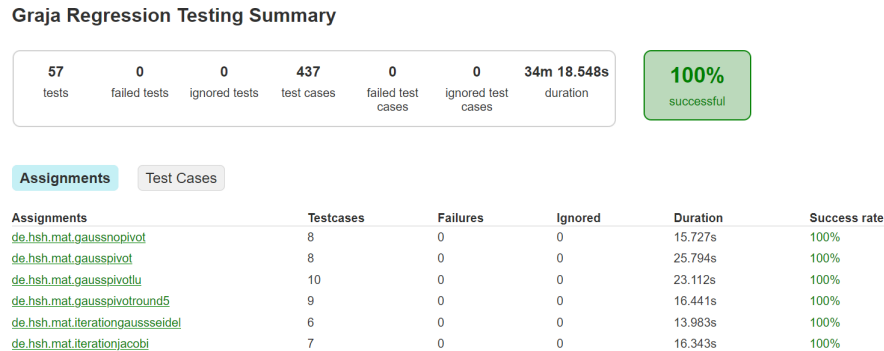 Graja Regression Testing Summary
57 0 0 437 0 0 34m 18.548s
tests failed tests ignored tests test cases failed test cases ignored test cases duration
100%
successful
Assignments Test Cases
Assignments Testcases Failures Ignored Duration Success rate
de.hsh.mat.gaussnopivot 8 0 0 15.727s 100%
de.hsh.mat.gausspivot 8 0 0 25.794s 100%
de.hsh.mat.gausspivotlu 10 0 0 23.112s 100%
de.hsh.mat.gausspivotround5 9 0 0 16.441s 100%
de.hsh.mat.iterationgaussseidel 6 0 0 13.983s 100%
de.hsh.mat.iterationjacobi 7 0 0 16.343s 100%